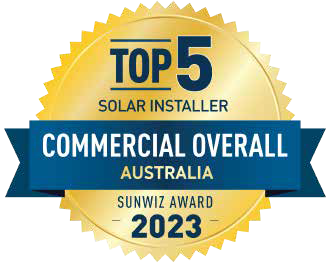 TOP 5
SOLAR INSTALLER
COMMERCIAL OVERALL
AUSTRALIA
SUNWIZ AWARD
2023